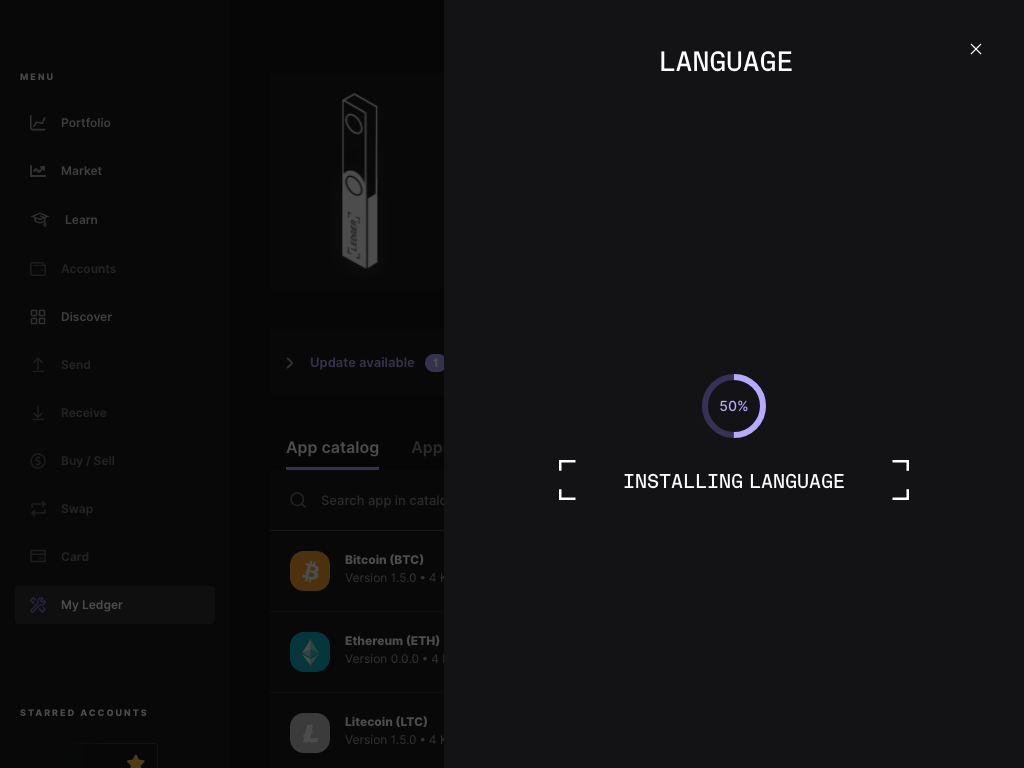 MENU
Portfolio
Market
Learn
Accounts
Discover
Send
Receive
Buy / Sell
Swap
Card
My Ledger
STARRED ACCOUNTS
LEDGER
Update available 1
App catalog App
Search app in catalo
Bitcoin (BTC)
Version 1.5.0 • 4 K
Ethereum (ETH)
Version 0.0.0 • 4
Litecoin (LTC)
Version 1.5.0 • 4 K
LANGUAGE
50%
INSTALLING LANGUAGE